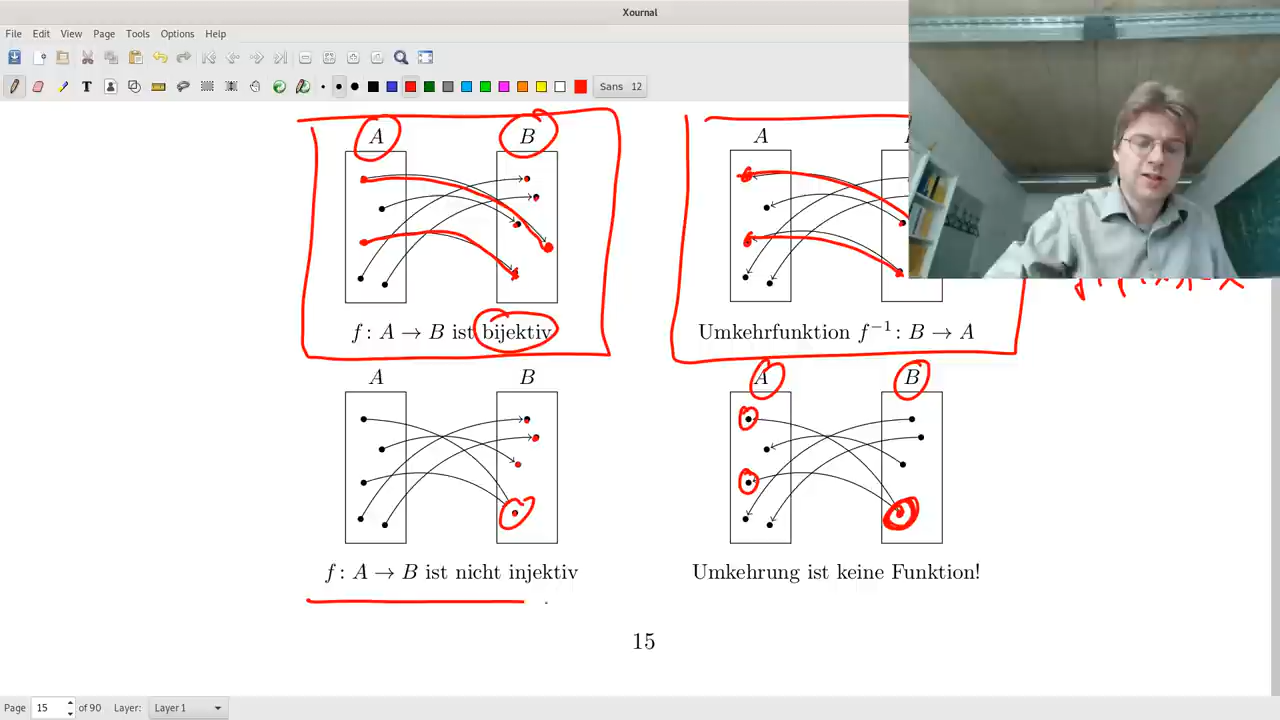 Xournal
File Edit View Page Tools Options Help
Sans 12
A B
f : A → B ist bijektiv
A
Umkehrfunktion f⁻¹ : B → A
A B
f : A → B ist nicht injektiv
A B
Umkehrung ist keine Funktion!
15
Page 15 of 90 Layer: Layer 1